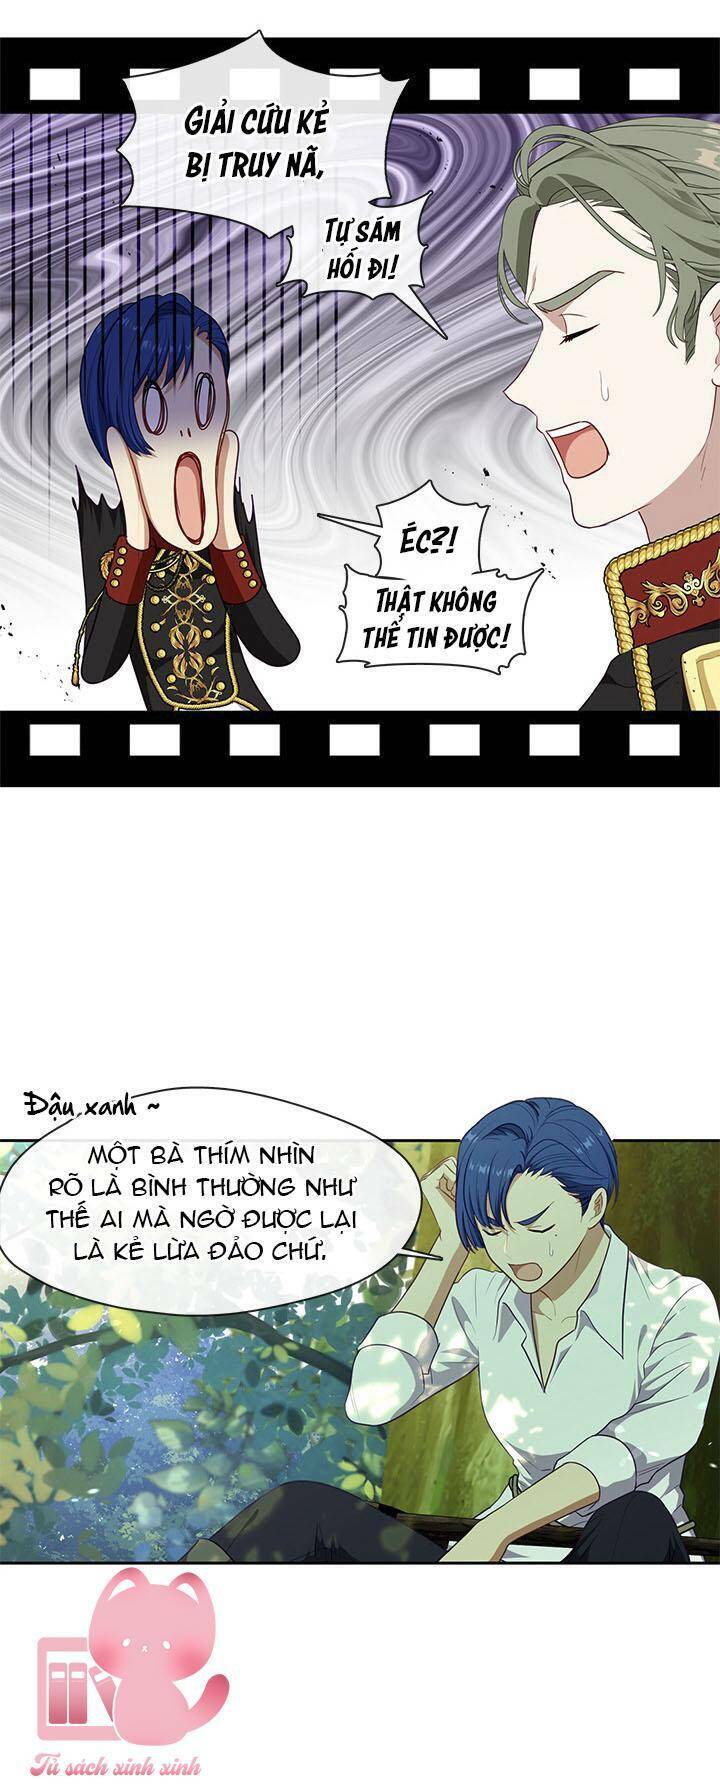 GIẢI CỨU KẺ
BỊ TRUY NÃ,
TỰ SÁM
HỐI ĐI!
ÉC?!
THẬT KHÔNG
THỂ TIN ĐƯỢC!
Đậu xanh ~
MỘT BÀ THÍM NHÌN
RÕ LÀ BÌNH THƯỜNG NHƯ
THẾ AI MÀ NGỜ ĐƯỢC LẠI
LÀ KẺ LỪA ĐẢO CHỨ.
Tủ sách xinh xinh